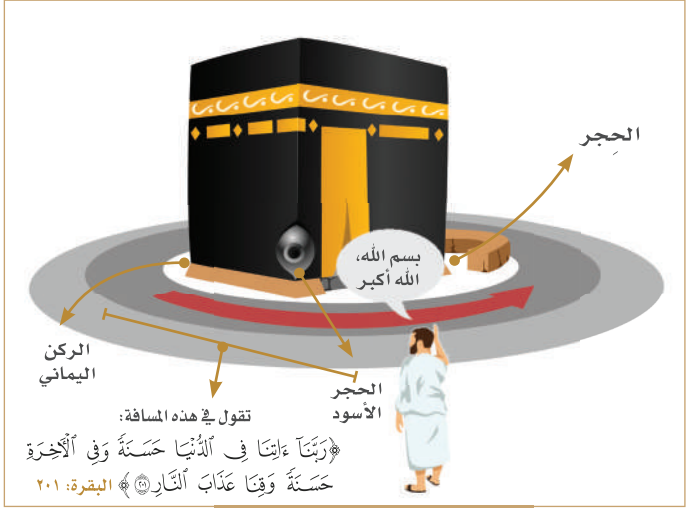 الحِجر
بسم الله،
الله أكبر
الركن
اليماني
الحجر
الأسود
تقول في هذه المسافة:
﴿رَبَّنَآ ءَاتِنَا فِى ٱلدُّنْيَا حَسَنَةً وَفِى ٱلْأَخِرَةِ
حَسَنَةً وَقِنَا عَذَابَ ٱلنَّارِ ٢٠١﴾ البقرة: ٢٠١